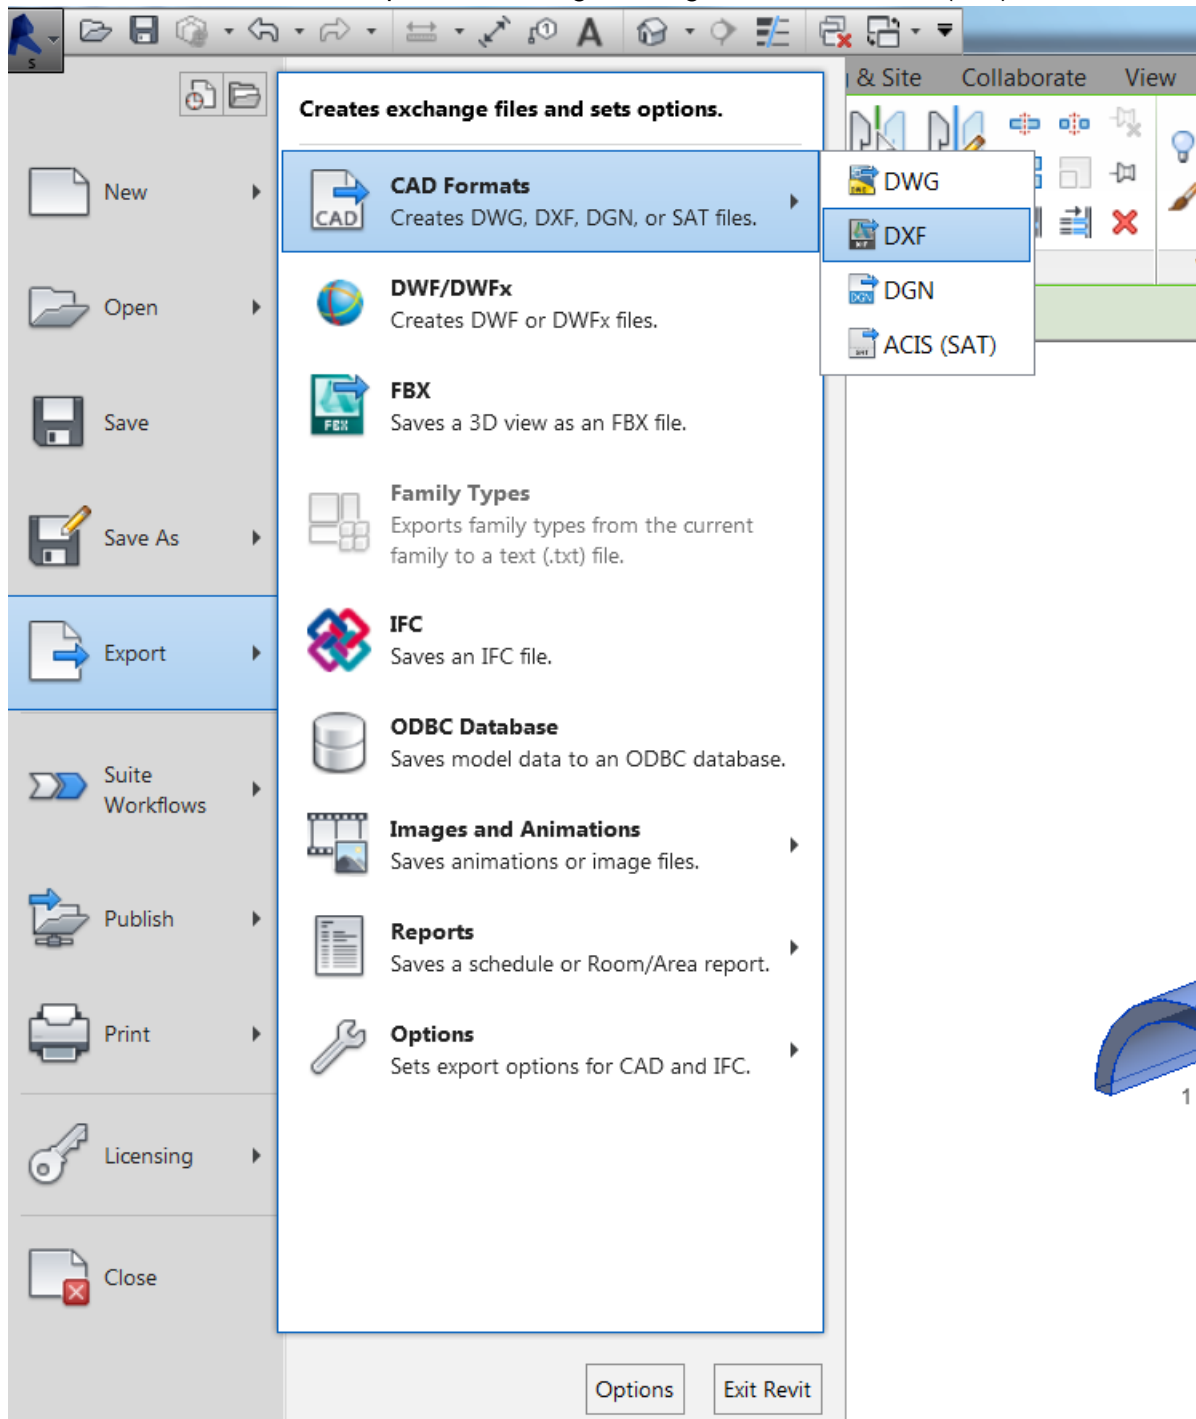 S
& Site Collaborate View
Creates exchange files and sets options.
New
Open
Save
Save As
Export
Suite
Workflows
Publish
Print
Licensing
Close
CAD
CAD Formats
Creates DWG, DXF, DGN, or SAT files.
DWF/DWFx
Creates DWF or DWFx files.
FBX
FBX
Saves a 3D view as an FBX file.
Family Types
Exports family types from the current
family to a text (.txt) file.
IFC
Saves an IFC file.
ODBC Database
Saves model data to an ODBC database.
Images and Animations
Saves animations or image files.
Reports
Saves a schedule or Room/Area report.
Options
Sets export options for CAD and IFC.
DWG
DXF
DGN
DGN
ACIS (SAT)
1
Options
Exit Revit